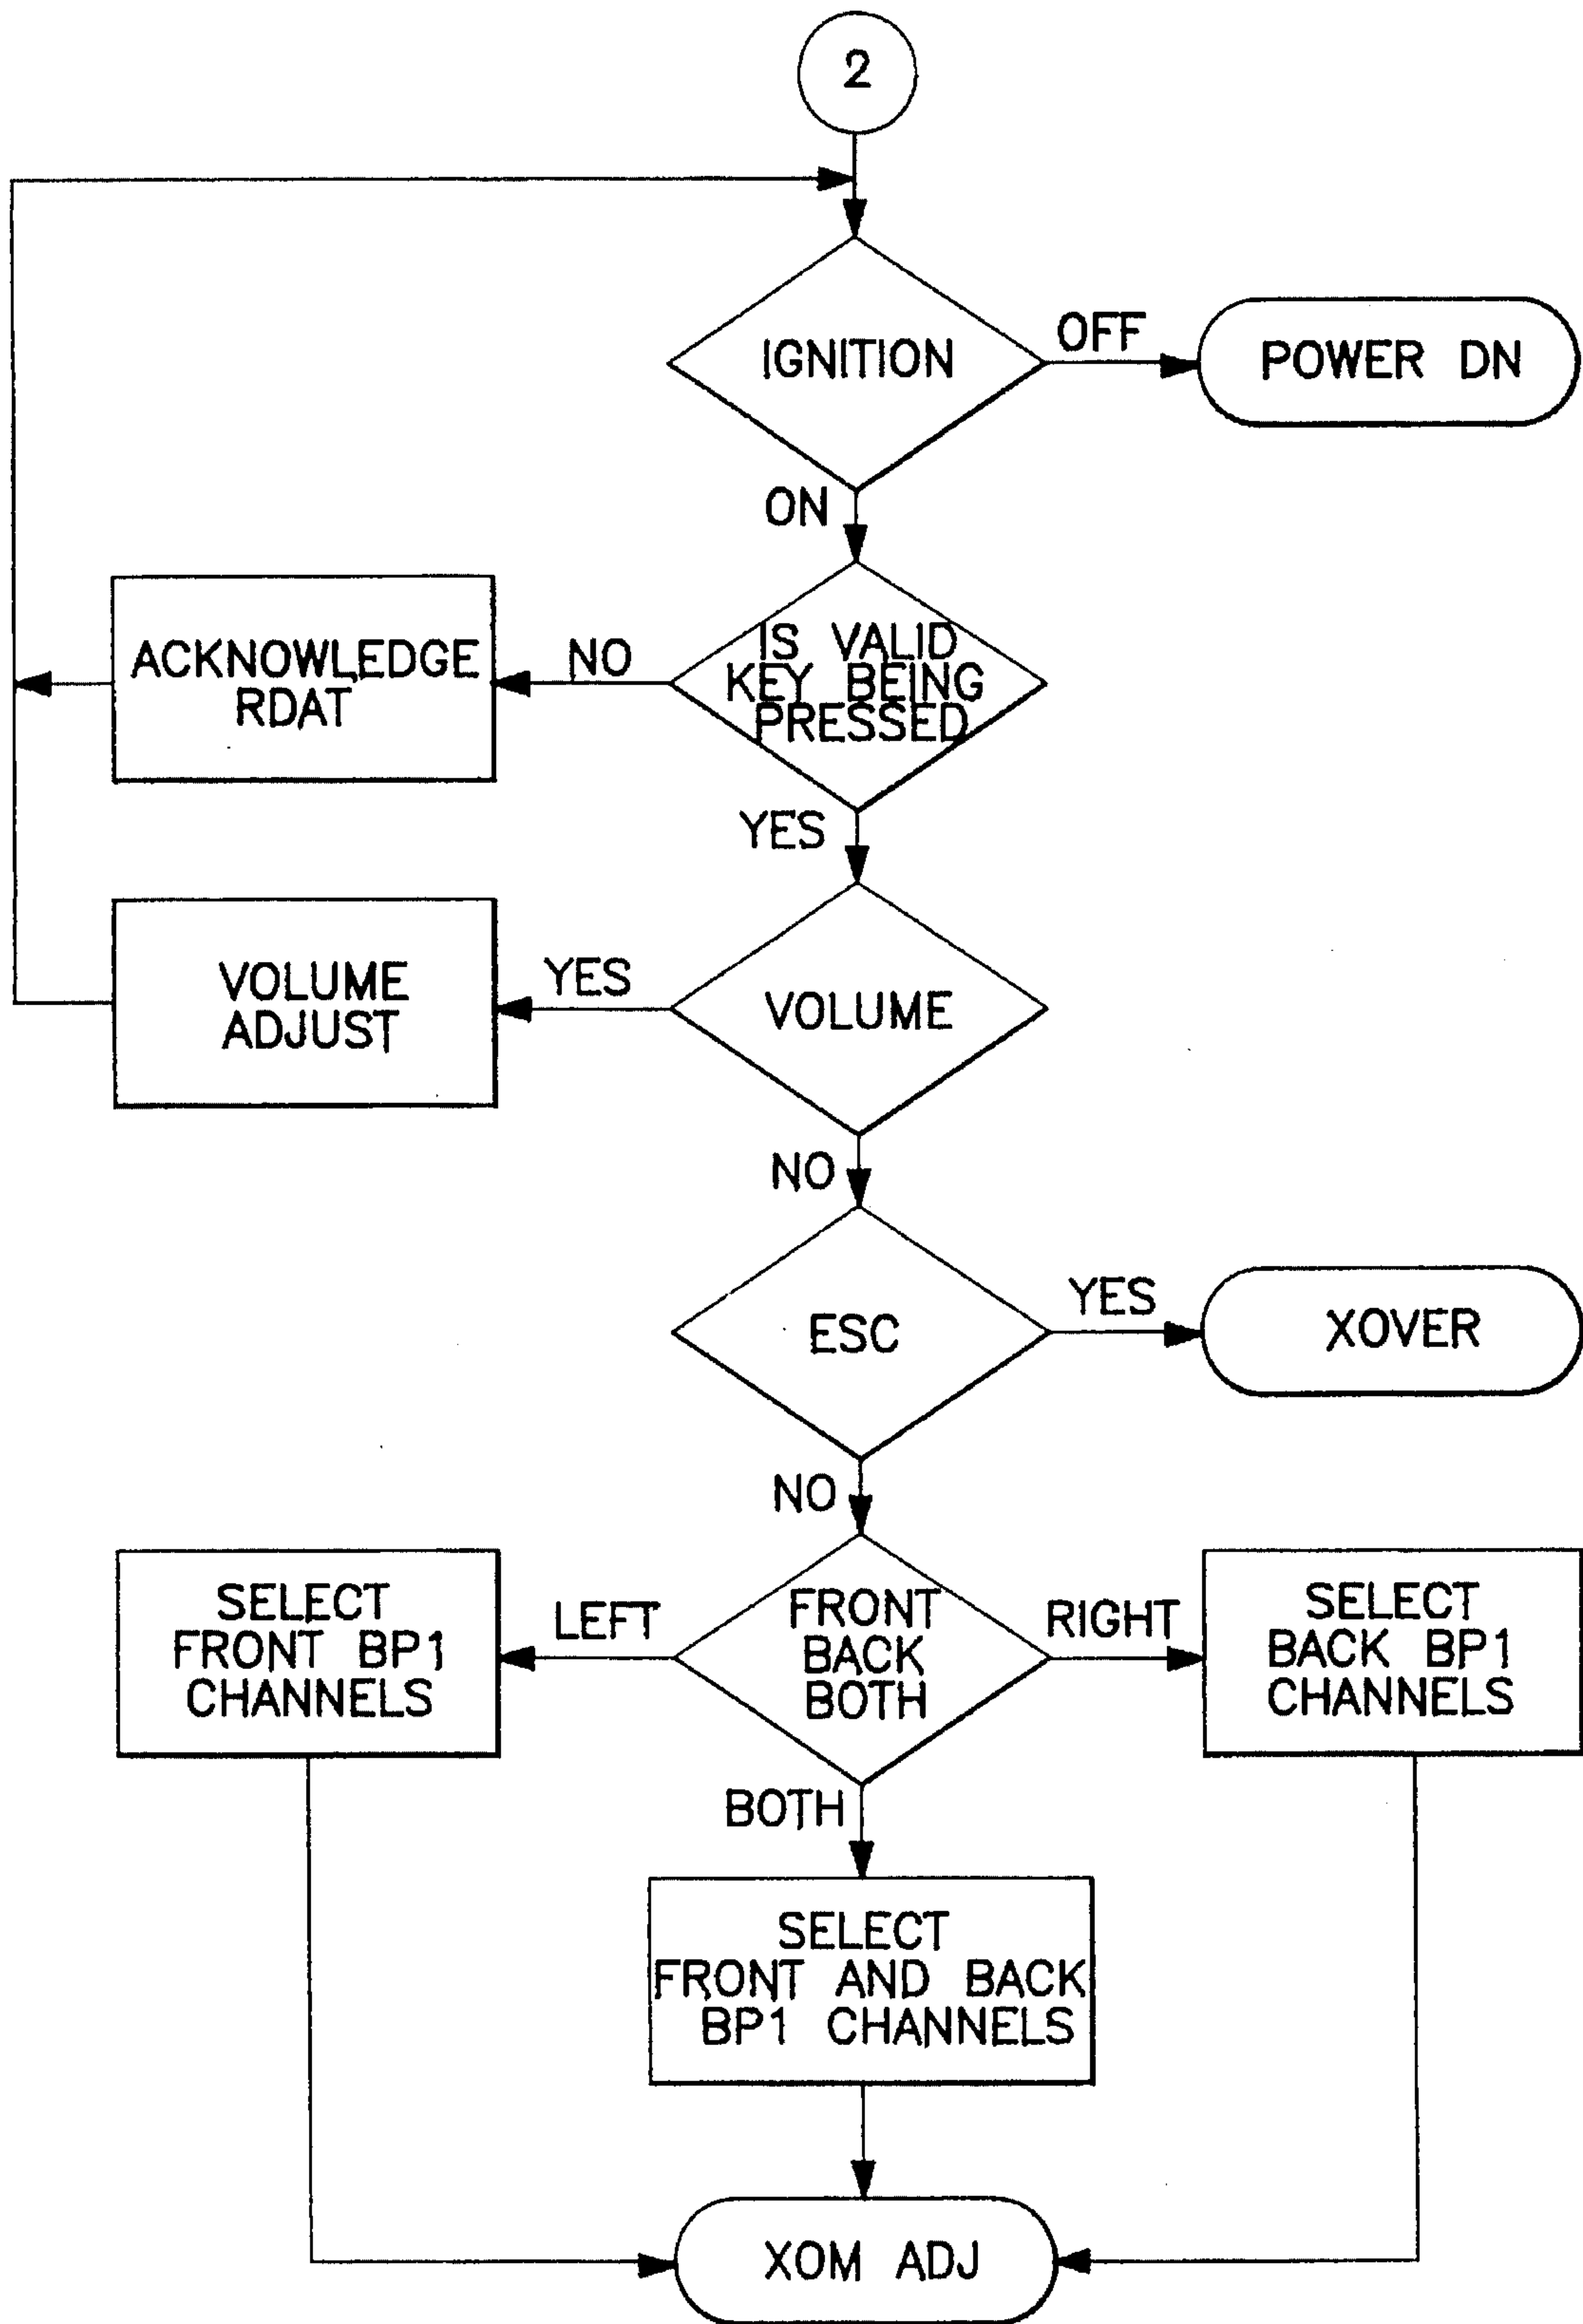 2
IGNITION
OFF
POWER DN
ON
IS VALID
KEY BEING
PRESSED
NO
ACKNOWLEDGE
RDAT
YES
VOLUME
YES
VOLUME
ADJUST
NO
ESC
YES
XOVER
NO
FRONT
BACK
BOTH
LEFT
SELECT
FRONT BP1
CHANNELS
RIGHT
SELECT
BACK BP1
CHANNELS
BOTH
SELECT
FRONT AND BACK
BP1 CHANNELS
XOM ADJ